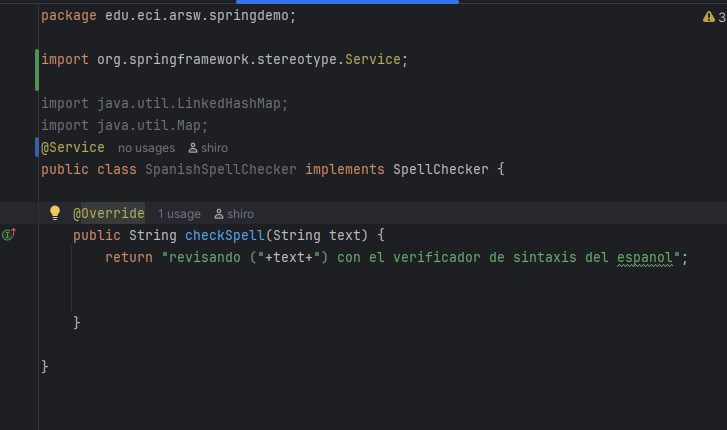 package edu.eci.arsw.springdemo;
3
import org.springframework.stereotype.Service;
import java.util.LinkedHashMap;
import java.util.Map;
@Service no usages shiro
public class SpanishSpellChecker implements SpellChecker {
@Override 1 usage shiro
public String checkSpell(String text) {
return "revisando ("+text+") con el verificador de sintaxis del espanol";
}
}